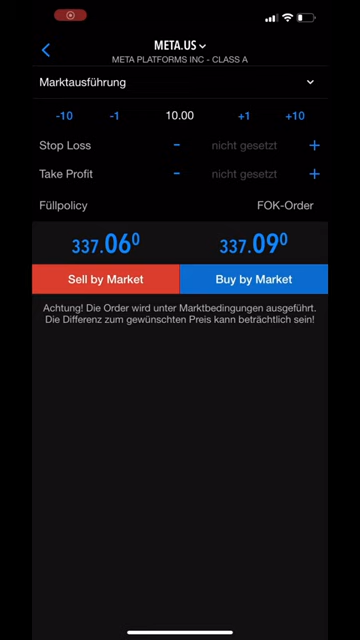 META.US
META PLATFORMS INC - CLASS A
Marktausführung
-10 -1 10.00 +1 +10
Stop Loss - nicht gesetzt +
Take Profit - nicht gesetzt +
Füllpolicy FOK-Order
337.060 337.090
Sell by Market Buy by Market
Achtung! Die Order wird unter Marktbedingungen ausgeführt.
Die Differenz zum gewünschten Preis kann beträchtlich sein!